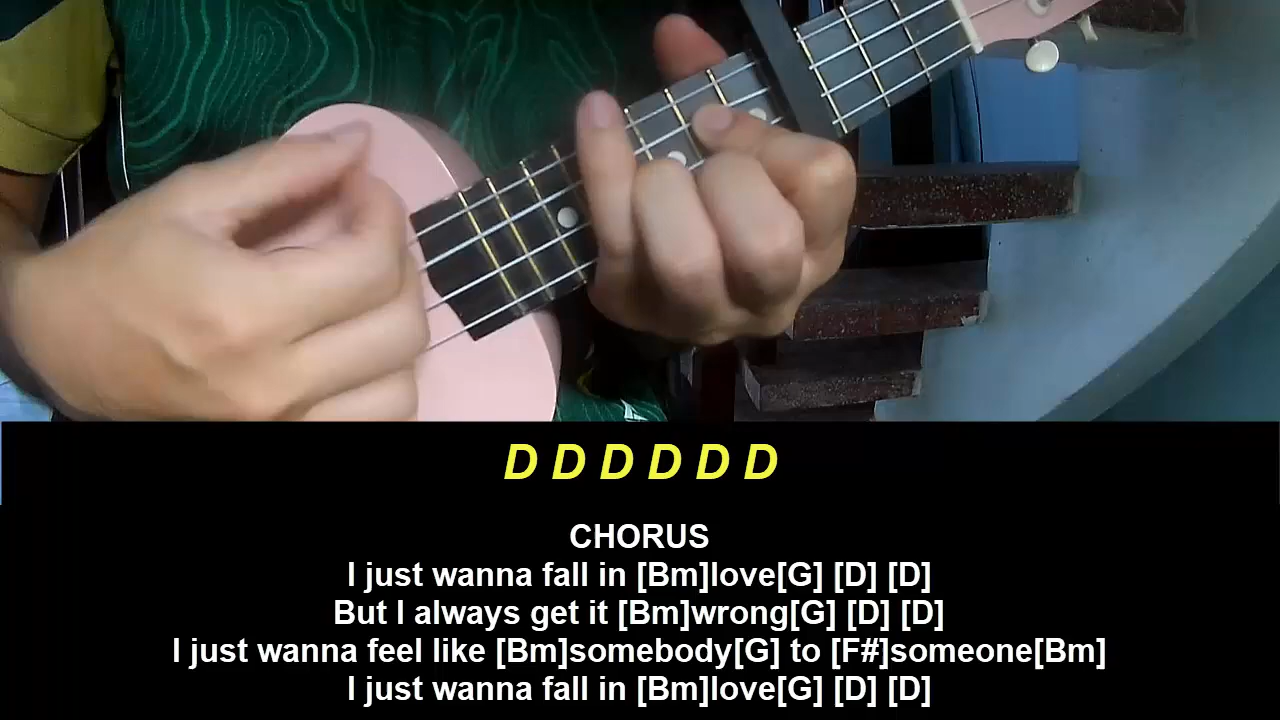 D D D D D D
CHORUS
I just wanna fall in [Bm]love[G] [D] [D]
But I always get it [Bm]wrong[G] [D] [D]
I just wanna feel like [Bm]somebody[G] to [F#]someone[Bm]
I just wanna fall in [Bm]love[G] [D] [D]